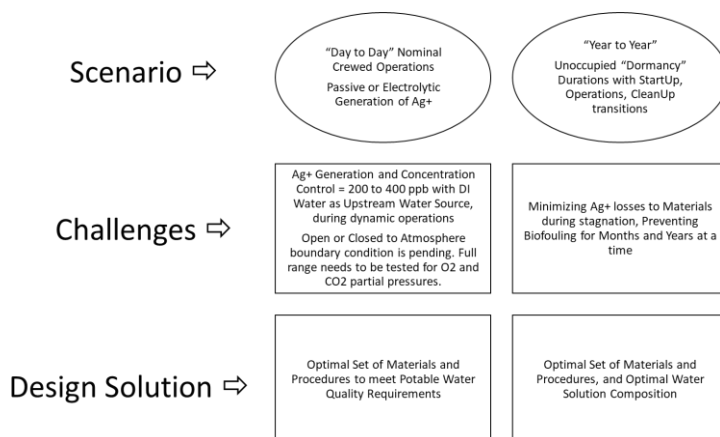 Scenario ⇨
"Day to Day" Nominal
Crewed Operations
Passive or Electrolytic
Generation of Ag+
"Year to Year"
Unoccupied "Dormancy"
Durations with StartUp,
Operations, CleanUp
transitions
Challenges ⇨
Ag+ Generation and Concentration
Control = 200 to 400 ppb with DI
Water as Upstream Water Source,
during dynamic operations
Open or Closed to Atmosphere
boundary condition is pending. Full
range needs to be tested for O2 and
CO2 partial pressures.
Minimizing Ag+ losses to Materials
during stagnation, Preventing
Biofouling for Months and Years at a
time
Design Solution ⇨
Optimal Set of Materials and
Procedures to meet Potable Water
Quality Requirements
Optimal Set of Materials and
Procedures, and Optimal Water
Solution Composition